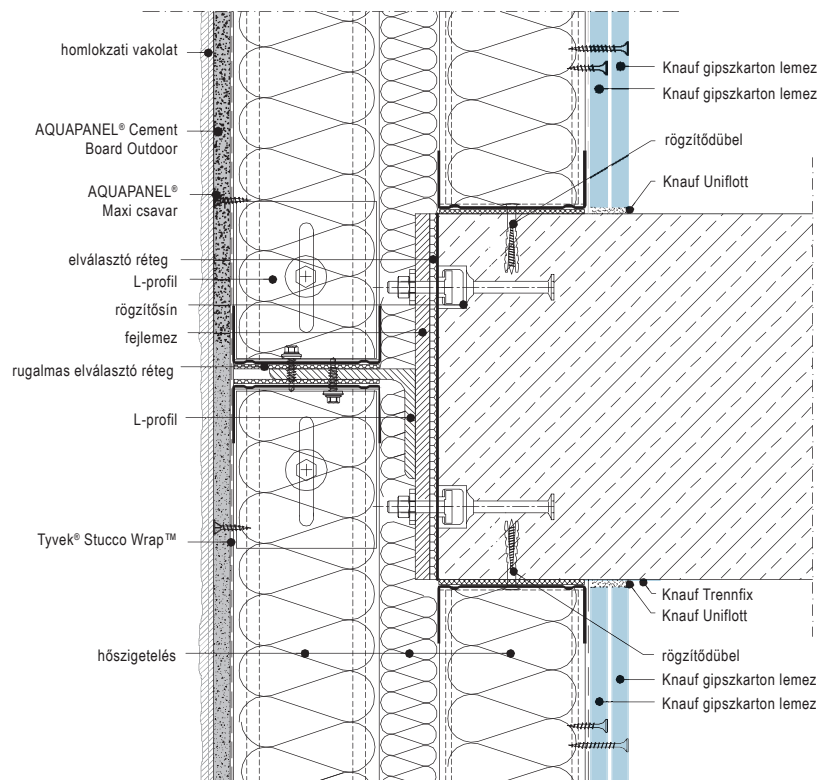 homlokzati vakolat
AQUAPANEL® Cement
Board Outdoor
AQUAPANEL®
Maxi csavar
elválasztó réteg
L-profil
rögzítősín
fejlemez
rugalmas elválasztó réteg
L-profil
Tyvek® Stucco Wrap™
hőszigetelés
Knauf gipszkarton lemez
Knauf gipszkarton lemez
rögzítődübel
Knauf Uniflott
Knauf Trennfix
Knauf Uniflott
rögzítődübel
Knauf gipszkarton lemez
Knauf gipszkarton lemez